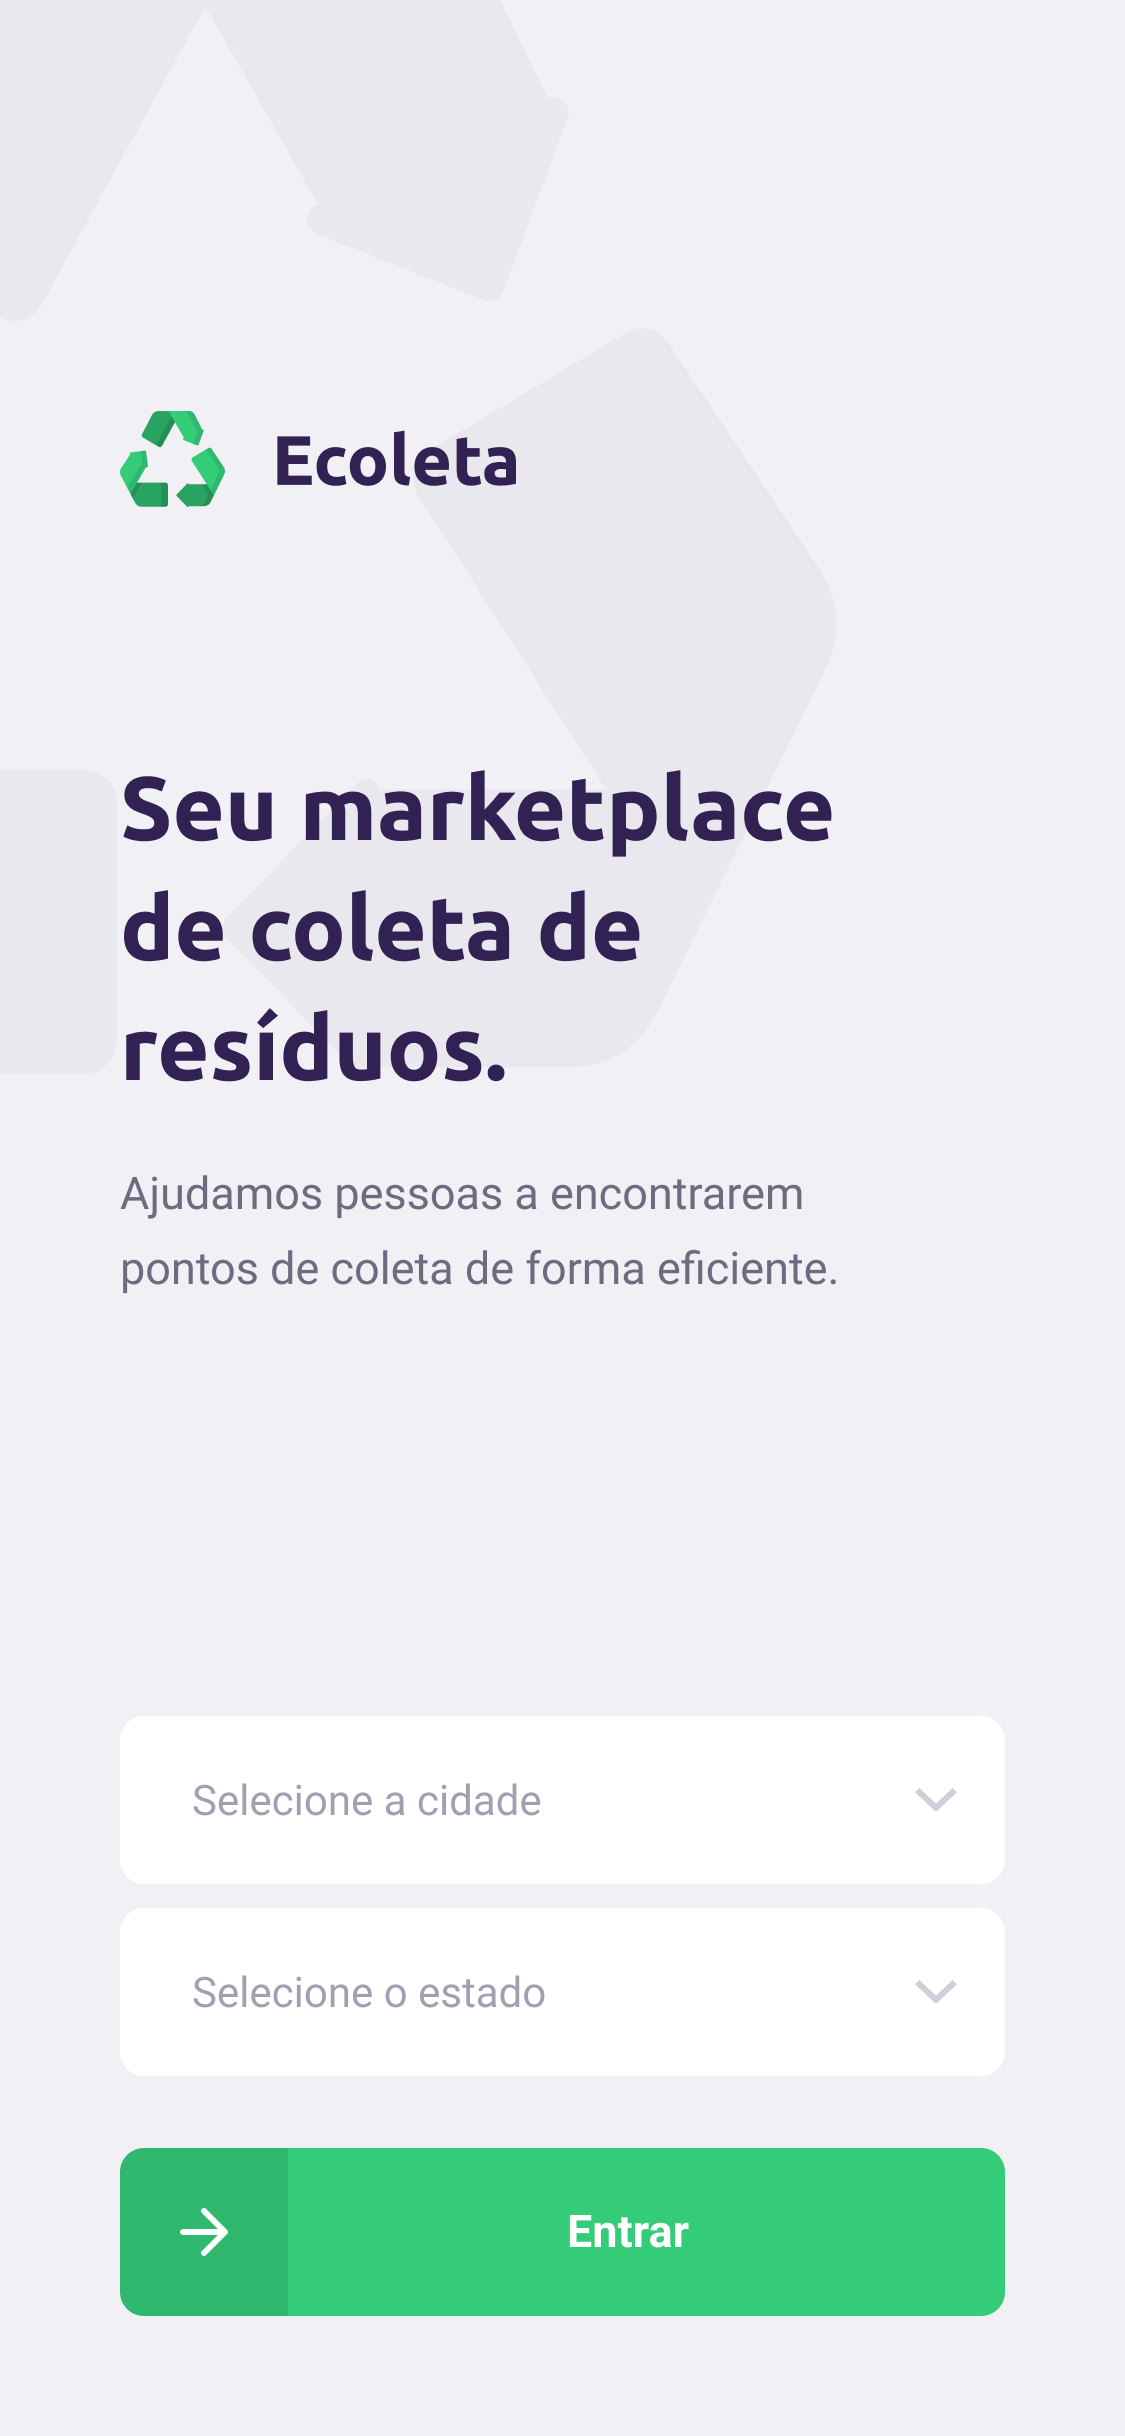 Ecoleta
Seu marketplace
de coleta de
resíduos.
Ajudamos pessoas a encontrarem
pontos de coleta de forma eficiente.
Selecione a cidade
Selecione o estado
Entrar